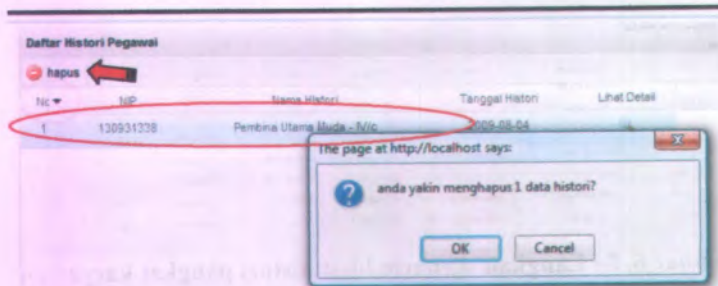 Daftar Histori Pegawai
hapus
No NIP Nama Histori Tanggal Histori Lihat Detail
1 130931338 Pembina Utama Muda - IV/c 2009-08-04
The page at http://localhost says:
anda yakin menghapus 1 data histori?
OK Cancel